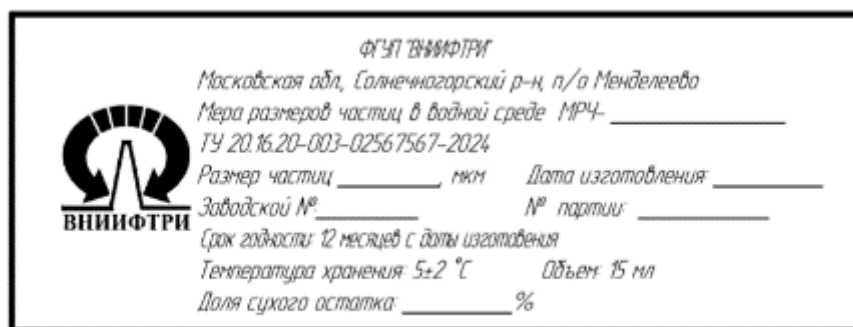 ФГУП "ВНИИФТРИ"
Московская обл, Солнечногорский р-н, п/о Менделеево
Мера размеров частиц в водной среде МРЧ-
ТУ 20.16.20-003-02567567-2024
Размер частиц , мкм Дата изготовления:
Заводской №: № партии:
Срок годности: 12 месяцев с даты изготовения
Температура хранения: 5±2 °С Объем: 15 мл
Доля сухого остатка: %
ВНИИФТРИ